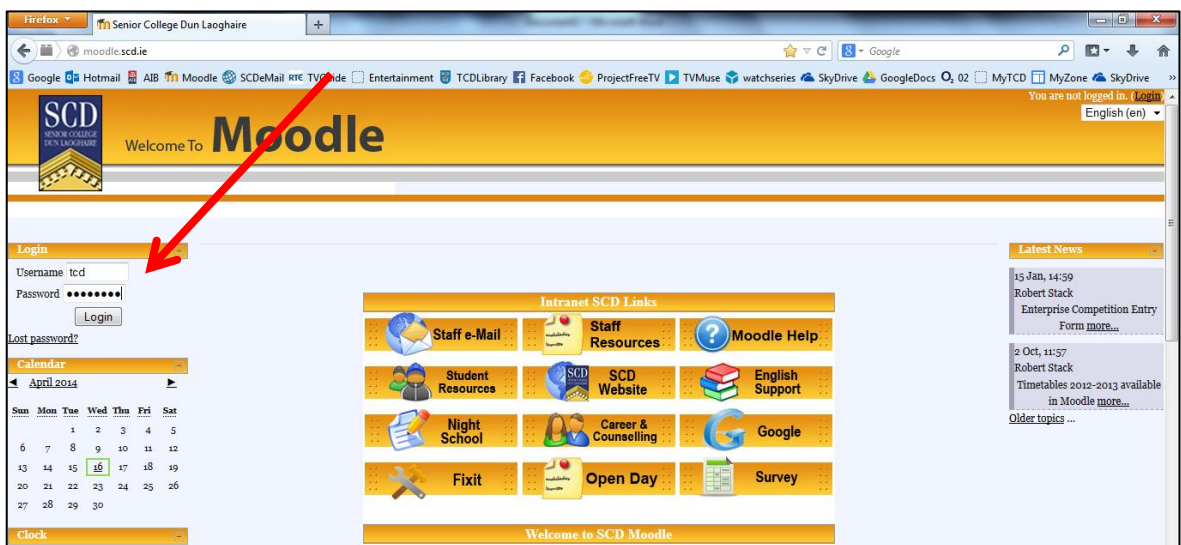 Firefox
Senior College Dun Laoghaire
+
moodle.scd.ie
Google
Google Hotmail AIB Moodle SCDeMail RTE TVGuide Entertainment TCDLibrary Facebook ProjectFreeTV TVMuse watchseries SkyDrive GoogleDocs O2 02 MyTCD MyZone SkyDrive »
You are not logged in. (Login)
English (en)
SCD
SENIOR COLLEGE
DUN LAOGHAIRE
Welcome To Moodle
Login
Username tcd
Password ••••••••
Login
Lost password?
Calendar
◄ April 2014 ►
Sun Mon Tue Wed Thu Fri Sat
1 2 3 4 5
6 7 8 9 10 11 12
13 14 15 16 17 18 19
20 21 22 23 24 25 26
27 28 29 30
Clock
Intranet SCD Links
Staff e-Mail
Staff
Resources
Moodle Help
Student
Resources
SCD
SCD
Website
English
Support
Night
School
Career &
Counselling
Google
Fixit
Open Day
Survey
Welcome to SCD Moodle
Latest News
15 Jan, 14:59
Robert Stack
Enterprise Competition Entry
Form more...
2 Oct, 11:57
Robert Stack
Timetables 2012-2013 available
in Moodle more...
Older topics ...